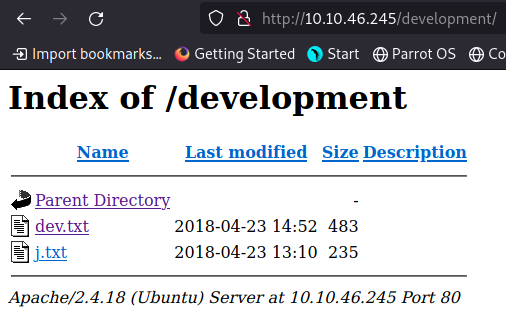 http://10.10.46.245/development/
Import bookmarks... Getting Started Start Parrot OS Co
Index of /development
Name Last modified Size Description
Parent Directory -
dev.txt 2018-04-23 14:52 483
j.txt 2018-04-23 13:10 235
Apache/2.4.18 (Ubuntu) Server at 10.10.46.245 Port 80